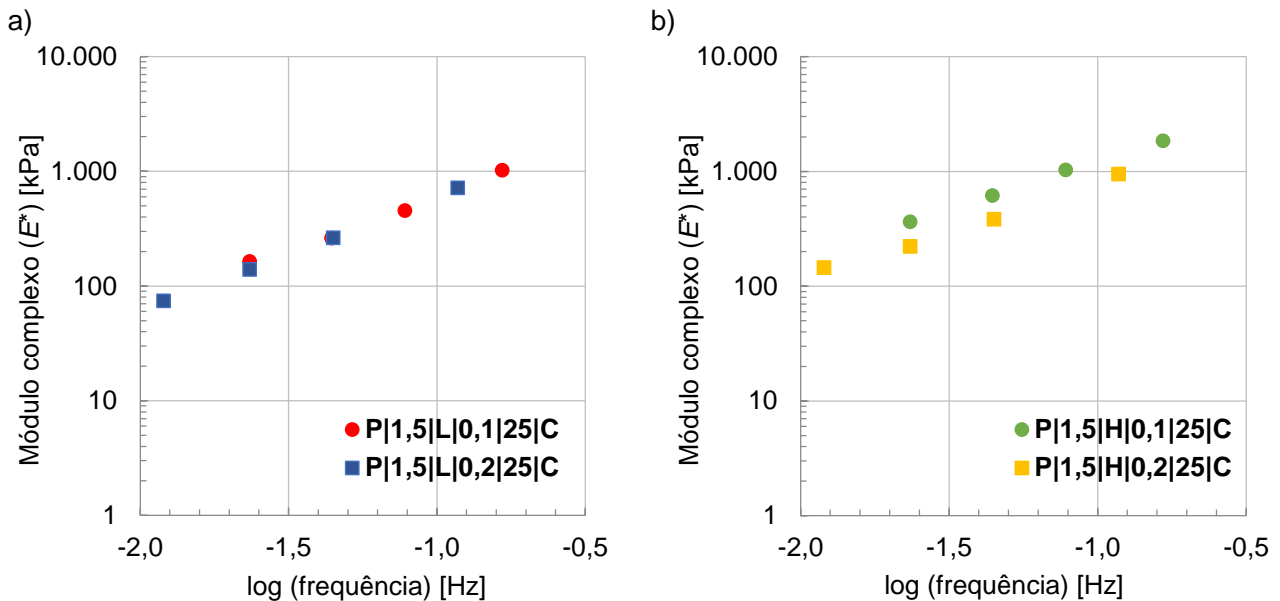 a)
Módulo complexo (E*) [kPa]
10.000
1.000
100
10
1
-2,0 -1,5 -1,0 -0,5
log (frequência) [Hz]
P|1,5|L|0,1|25|C
P|1,5|L|0,2|25|C
b)
Módulo complexo (E*) [kPa]
10.000
1.000
100
10
1
-2,0 -1,5 -1,0 -0,5
log (frequência) [Hz]
P|1,5|H|0,1|25|C
P|1,5|H|0,2|25|C